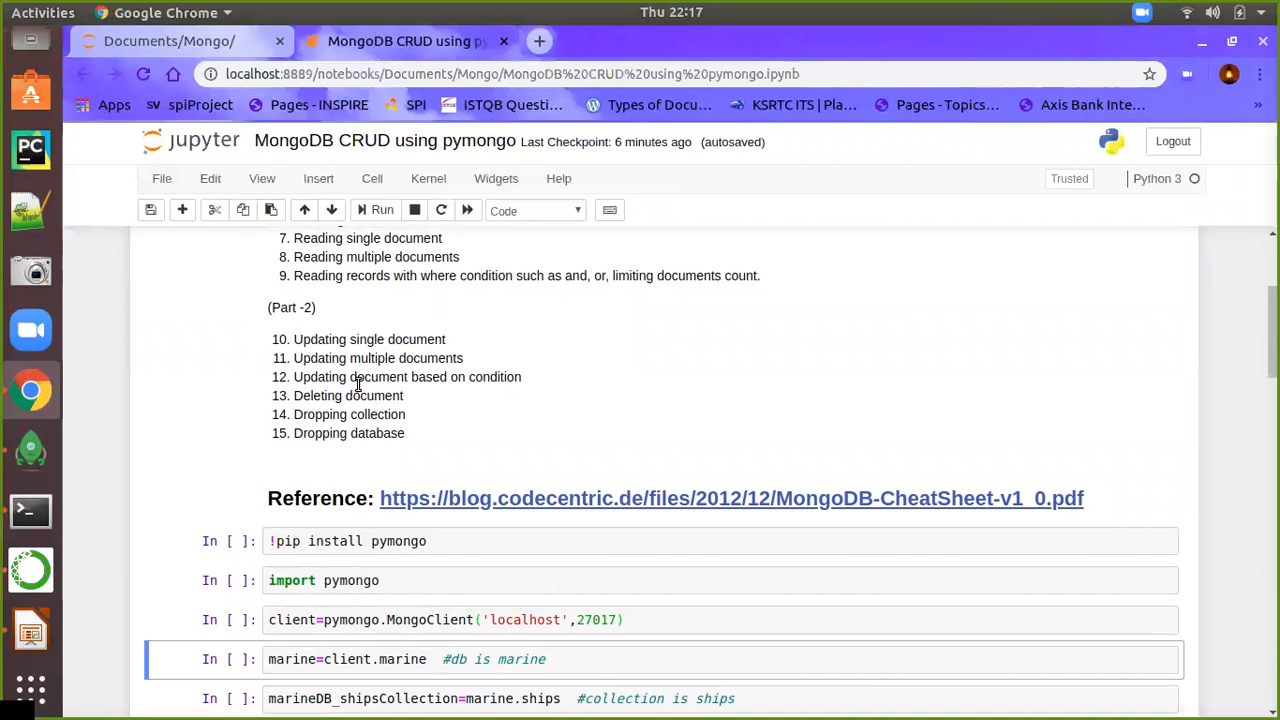 Activities
Google Chrome
Thu 22:17
Documents/Mongo/
MongoDB CRUD using py
localhost:8889/notebooks/Documents/Mongo/MongoDB%20CRUD%20using%20pymongo.ipynb
Apps
spiProject
Pages - INSPIRE
SPI
ISTQB Questi...
Types of Docu...
KSRTC ITS | Pla...
Pages - Topics...
Axis Bank Inte...
»
jupyter
MongoDB CRUD using pymongo
Last Checkpoint: 6 minutes ago
(autosaved)
Logout
File
Edit
View
Insert
Cell
Kernel
Widgets
Help
Trusted
Python 3
Run
Code
7. Reading single document
8. Reading multiple documents
9. Reading records with where condition such as and, or, limiting documents count.
(Part -2)
10. Updating single document
11. Updating multiple documents
12. Updating document based on condition
13. Deleting document
14. Dropping collection
15. Dropping database
Reference: https://blog.codecentric.de/files/2012/12/MongoDB-CheatSheet-v1_0.pdf
In [ ]: !pip install pymongo
In [ ]: import pymongo
In [ ]: client=pymongo.MongoClient('localhost',27017)
In [ ]: marine=client.marine #db is marine
In [ ]: marineDB_shipsCollection=marine.ships #collection is ships